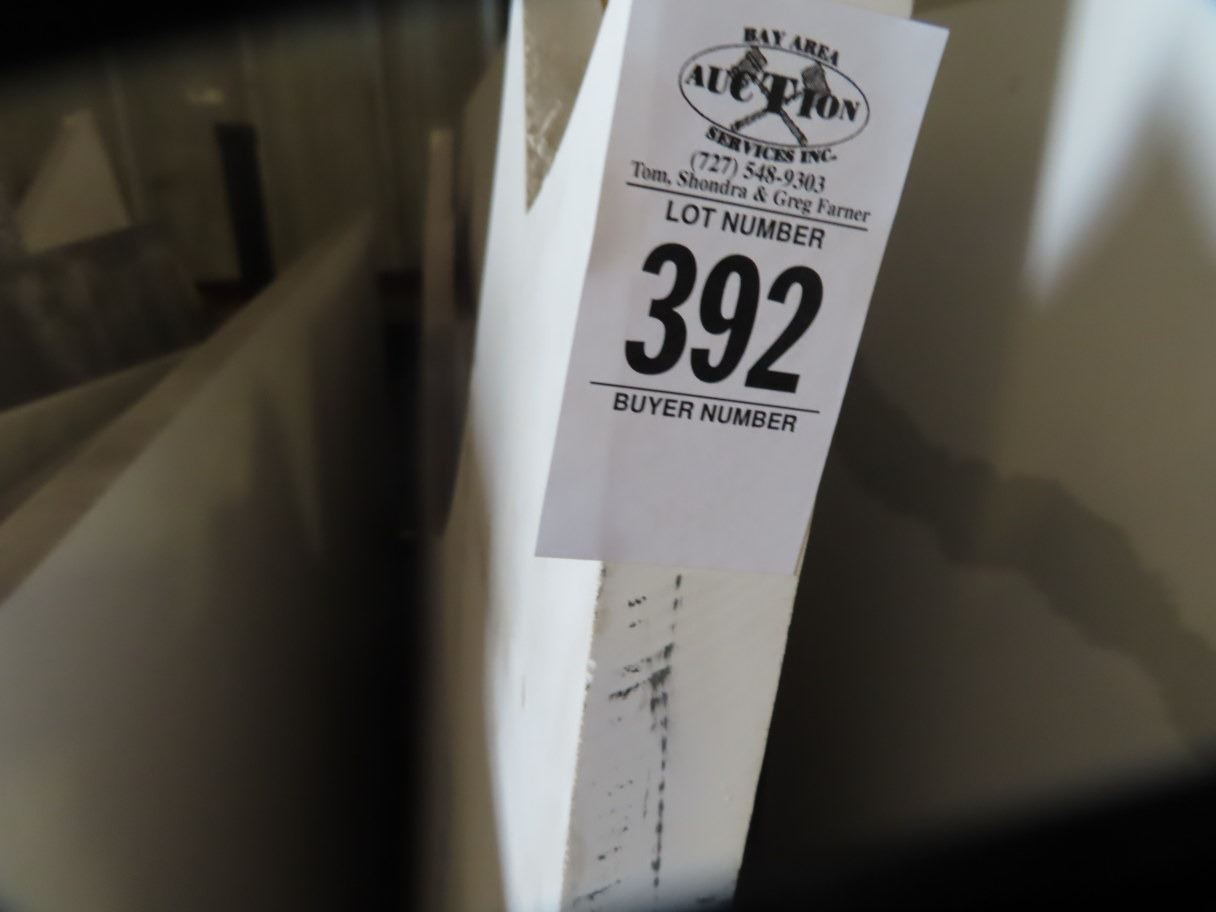 BAY AREA
AUCTION
SERVICES INC.
(727) 548-9303
Tom, Shondra & Greg Farner
LOT NUMBER
392
BUYER NUMBER